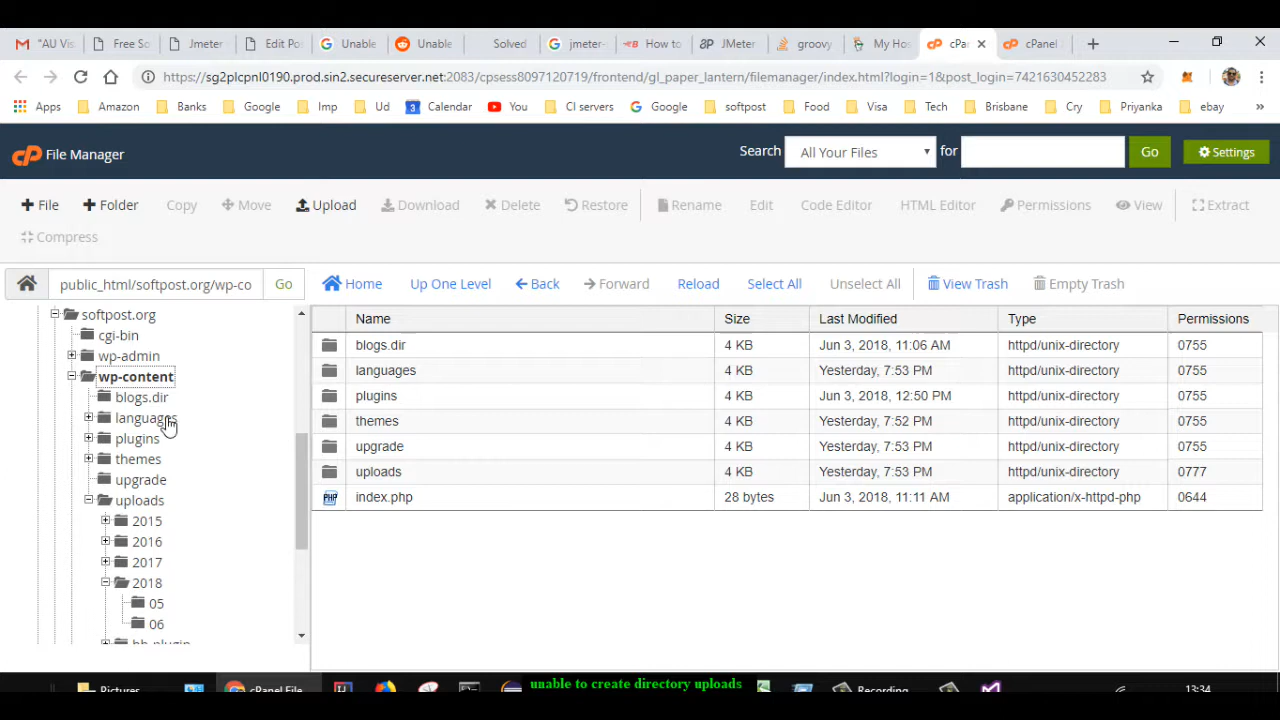 "AU Vis
Free So
Jmeter
Edit Po
Unable
Unable
Solved
jmeter-
How to
JMeter
groovy
My Hos
cPar
cPanel
https://sg2plcpnl0190.prod.sin2.secureserver.net:2083/cpsess8097120719/frontend/gl_paper_lantern/filemanager/index.html?login=1&post_login=7421630452283
Apps
Amazon
Banks
Google
Imp
Ud
Calendar
You
CI servers
Google
softpost
Food
Visa
Tech
Brisbane
Cry
Priyanka
ebay
»
cP File Manager
Search
All Your Files
for
Go
Settings
File
Folder
Copy
Move
Upload
Download
Delete
Restore
Rename
Edit
Code Editor
HTML Editor
Permissions
View
Extract
Compress
public_html/softpost.org/wp-co
Go
Home
Up One Level
Back
Forward
Reload
Select All
Unselect All
View Trash
Empty Trash
softpost.org
cgi-bin
wp-admin
wp-content
blogs.dir
languages
plugins
themes
upgrade
uploads
2015
2016
2017
2018
05
06
Name Size Last Modified Type Permissions
blogs.dir 4 KB Jun 3, 2018, 11:06 AM httpd/unix-directory 0755
languages 4 KB Yesterday, 7:53 PM httpd/unix-directory 0755
plugins 4 KB Jun 3, 2018, 12:50 PM httpd/unix-directory 0755
themes 4 KB Yesterday, 7:52 PM httpd/unix-directory 0755
upgrade 4 KB Yesterday, 7:53 PM httpd/unix-directory 0755
uploads 4 KB Yesterday, 7:53 PM httpd/unix-directory 0777
PHP index.php 28 bytes Jun 3, 2018, 11:11 AM application/x-httpd-php 0644
Pictures
cPanel File
unable to create directory uploads
Recording
13:34